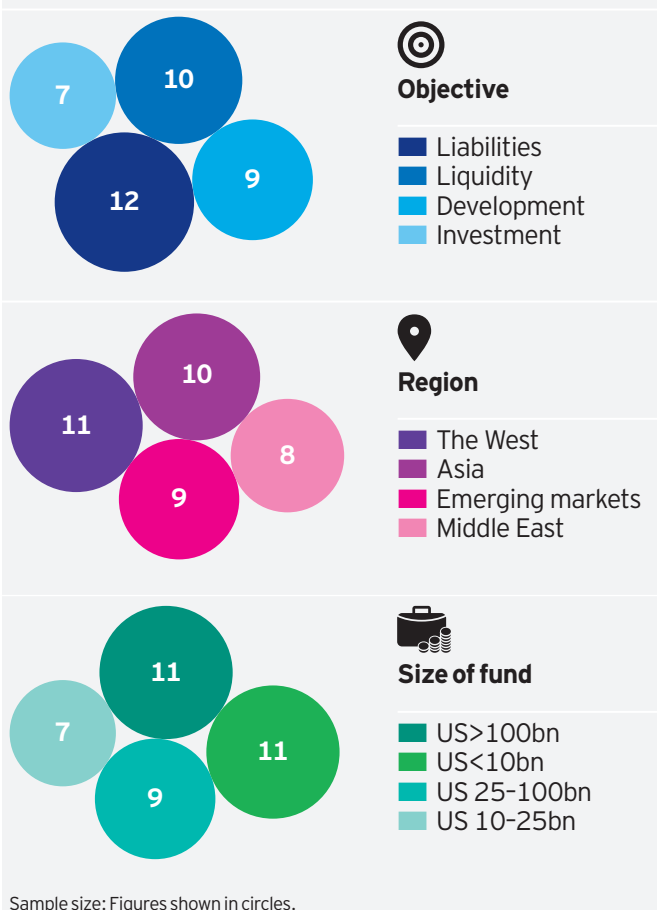 7
10
12
9
Objective
Liabilities
Liquidity
Development
Investment
11
10
9
8
Region
The West
Asia
Emerging markets
Middle East
7
11
9
11
Size of fund
US>100bn
US<10bn
US 25–100bn
US 10–25bn
Sample size: Figures shown in circles.